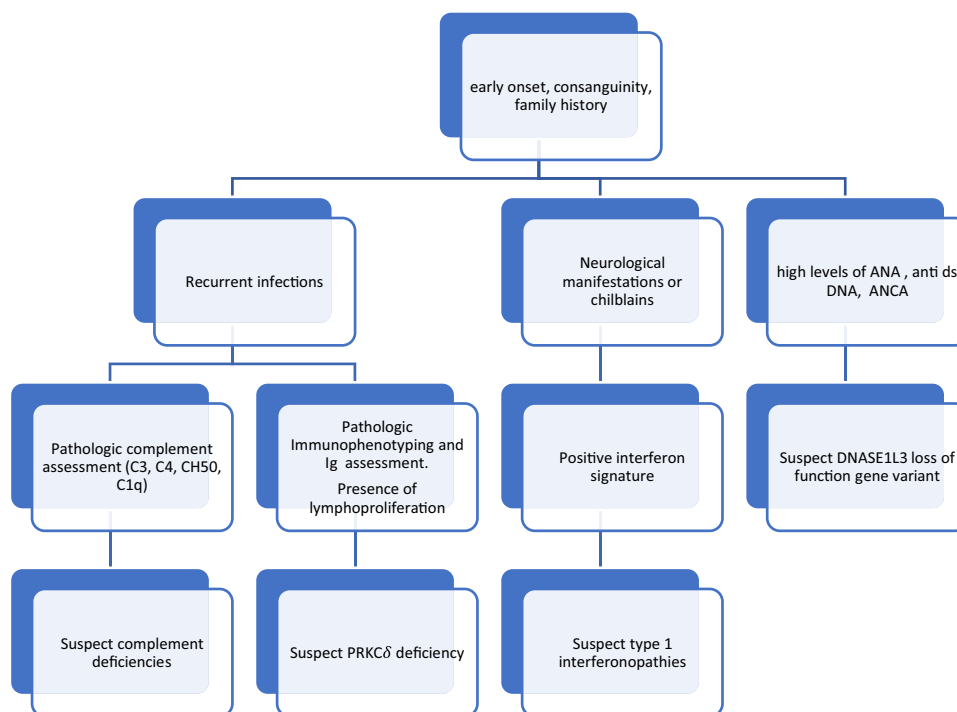 early onset, consanguinity,
family history
Recurrent infections
Neurological
manifestations or
chilblains
high levels of ANA , anti ds
DNA, ANCA
Pathologic complement
assessment (C3, C4, CH50,
C1q)
Pathologic
Immunophenotyping and
Ig assessment.
Presence of
lymphoproliferation
Positive interferon
signature
Suspect DNASE1L3 loss of
function gene variant
Suspect complement
deficiencies
Suspect PRKCδ deficiency
Suspect type 1
interferonopathies